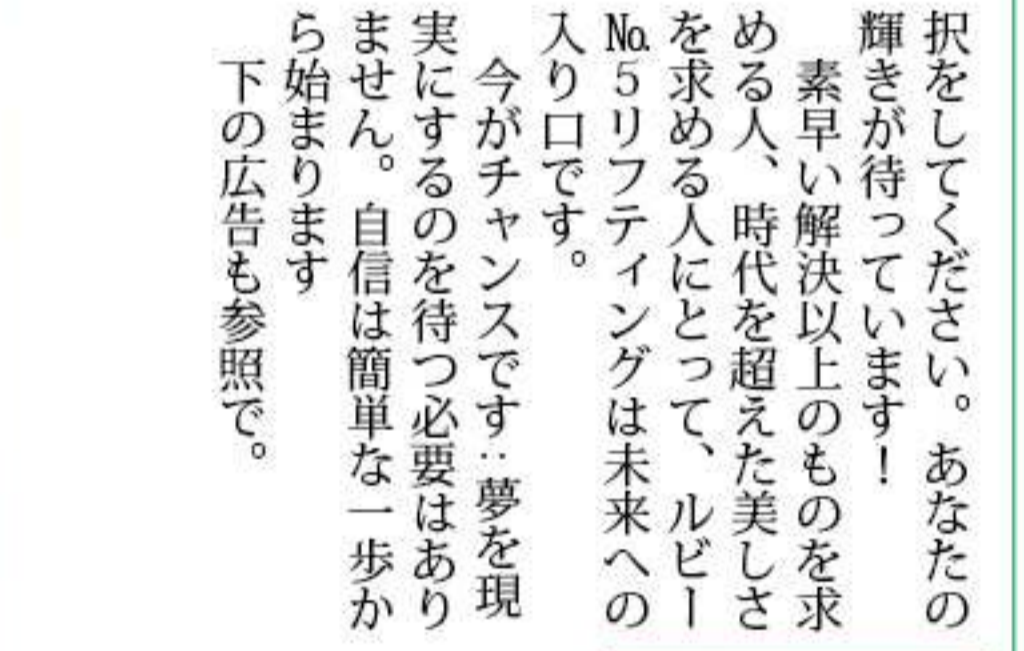 択をしてください。あなたの
輝きが待っています！
素早い解決以上のものを求
める人、時代を超えた美しさ
を求める人にとって、ルビー
№５リフティングは未来への
入り口です。
今がチャンスです：夢を現
実にするのを待つ必要はあり
ません。自信は簡単な一歩か
ら始まります
下の広告も参照で。